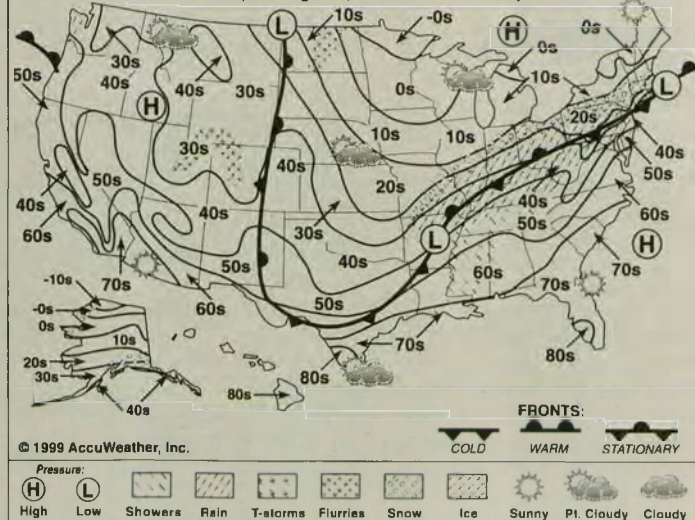 L
10s
-0s
H
0s
30s
50s
40s
40s
30s
0s
10s
L
H
20s
10s
10s
40s
30s
40s
50s
20s
40s
50s
40s
60s
40s
30s
L
50s
60s
H
50s
40s
60s
70s
70s
70s
-10s
60s
50s
-0s
0s
10s
70s
80s
80s
20s
30s
40s
80s
FRONTS:
© 1999 AccuWeather, Inc.
COLD WARM STATIONARY
Pressure:
H L
High Low Showers Rain T-storms Flurries Snow Ice Sunny Pt. Cloudy Cloudy